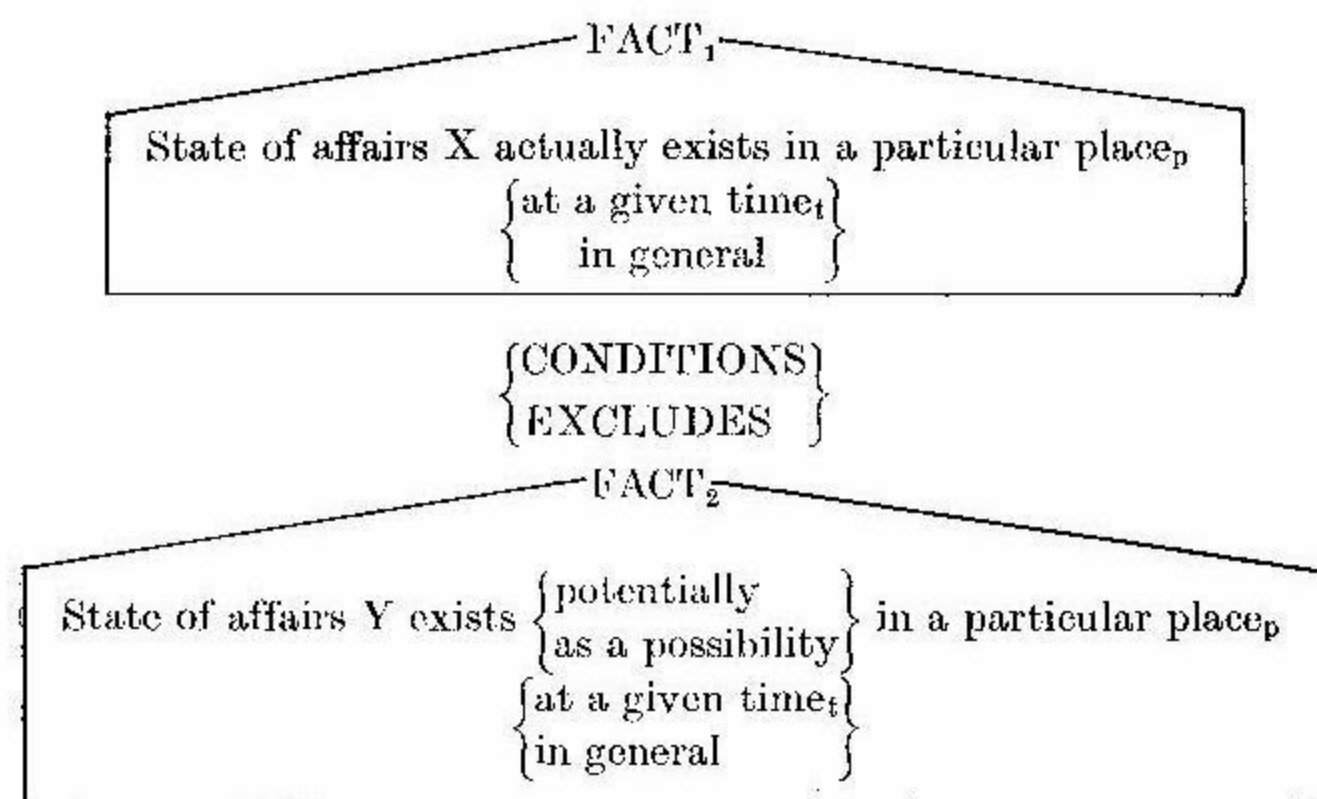 FACT₁
State of affairs X actually exists in a particular placeₚ
{at a given timeₜ}
{in general}
{CONDITIONS}
{EXCLUDES}
FACT₂
State of affairs Y exists {potentially / as a possibility} in a particular placeₚ
{at a given timeₜ}
{in general}